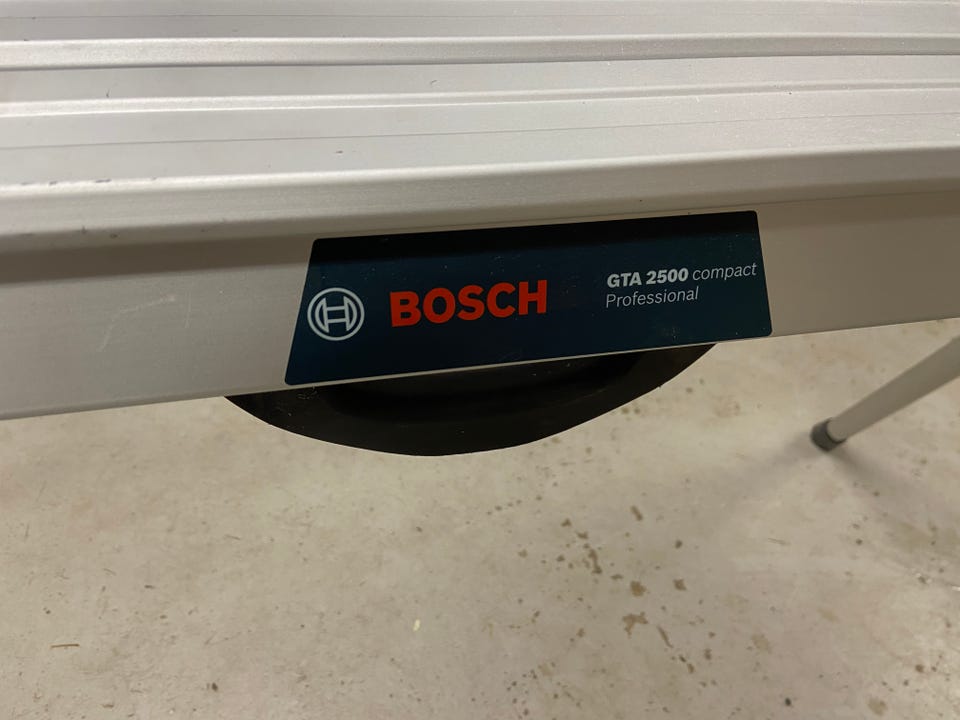 BOSCH
GTA 2500 compact
Professional